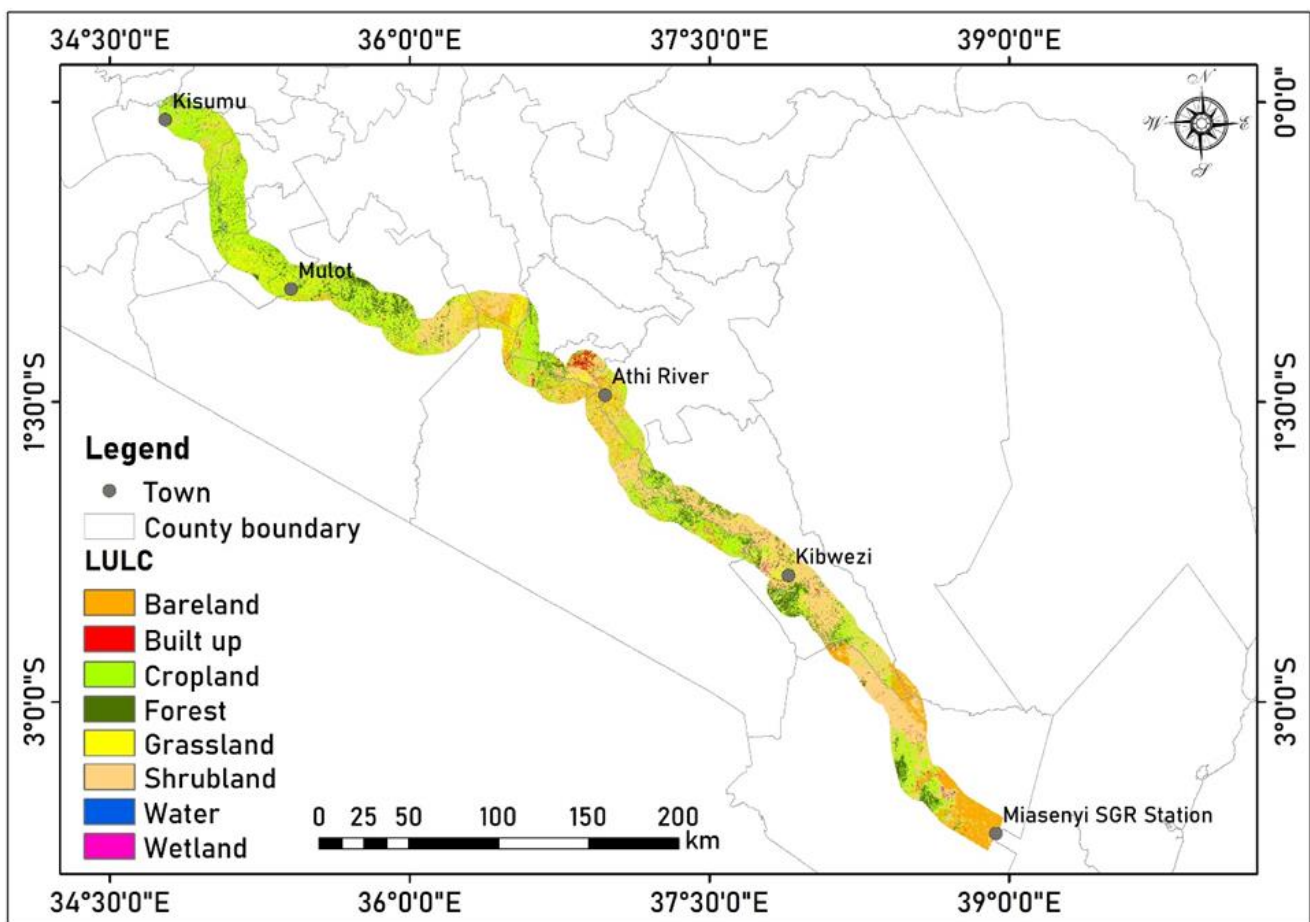 34°30'0"E 36°0'0"E 37°30'0"E 39°0'0"E
N
W E
S
0°0'0"
Kisumu
Mulot
Athi River
1°30'0"S 1°30'0"S
Legend
Town
County boundary
LULC
Kibwezi
Bareland
Built up
Cropland
Forest
3°0'0"S 3°0'0"S
Grassland
Shrubland
Water
Wetland
0 25 50 100 150 200
km
Miasenyi SGR Station
34°30'0"E 36°0'0"E 37°30'0"E 39°0'0"E